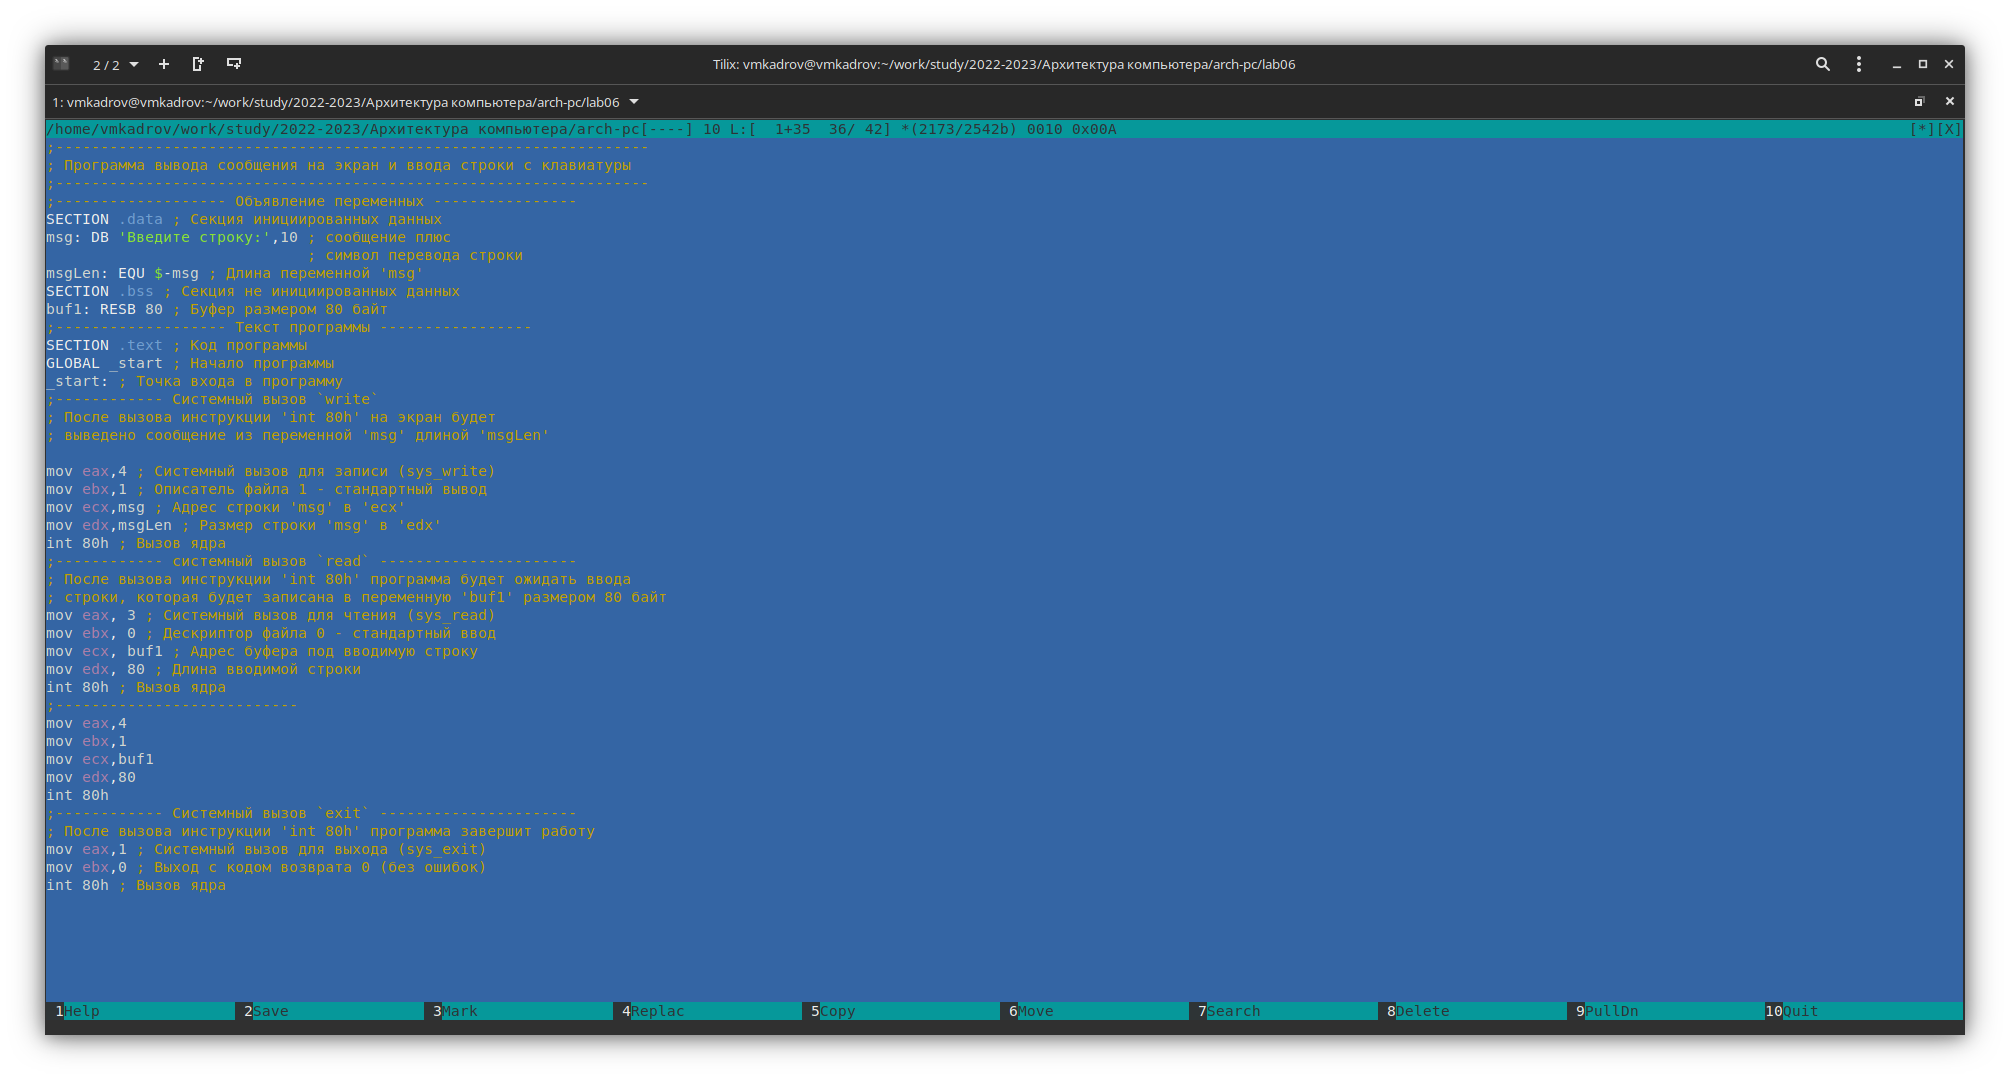 2 / 2
Tilix: vmkadrov@vmkadrov:~/work/study/2022-2023/Архитектура компьютера/arch-pc/lab06
1: vmkadrov@vmkadrov:~/work/study/2022-2023/Архитектура компьютера/arch-pc/lab06
/home/vmkadrov/work/study/2022-2023/Архитектура компьютера/arch-pc[----] 10 L:[  1+35  36/ 42] *(2173/2542b) 0010 0x00A [*][X]
;------------------------------------------------------------------
; Программа вывода сообщения на экран и ввода строки с клавиатуры
;------------------------------------------------------------------
;------------------- Объявление переменных ----------------
SECTION .data ; Секция инициированных данных
msg: DB 'Введите строку:',10 ; сообщение плюс
; символ перевода строки
msgLen: EQU $-msg ; Длина переменной 'msg'
SECTION .bss ; Секция не инициированных данных
buf1: RESB 80 ; Буфер размером 80 байт
;------------------- Текст программы -----------------
SECTION .text ; Код программы
GLOBAL _start ; Начало программы
_start: ; Точка входа в программу
;------------ Системный вызов `write`
; После вызова инструкции 'int 80h' на экран будет
; выведено сообщение из переменной 'msg' длиной 'msgLen'
mov eax,4 ; Системный вызов для записи (sys_write)
mov ebx,1 ; Описатель файла 1 - стандартный вывод
mov ecx,msg ; Адрес строки 'msg' в 'ecx'
mov edx,msgLen ; Размер строки 'msg' в 'edx'
int 80h ; Вызов ядра
;------------ системный вызов `read` ----------------------
; После вызова инструкции 'int 80h' программа будет ожидать ввода
; строки, которая будет записана в переменную 'buf1' размером 80 байт
mov eax, 3 ; Системный вызов для чтения (sys_read)
mov ebx, 0 ; Дескриптор файла 0 - стандартный ввод
mov ecx, buf1 ; Адрес буфера под вводимую строку
mov edx, 80 ; Длина вводимой строки
int 80h ; Вызов ядра
;---------------------------
mov eax,4
mov ebx,1
mov ecx,buf1
mov edx,80
int 80h
;------------ Системный вызов `exit` ----------------------
; После вызова инструкции 'int 80h' программа завершит работу
mov eax,1 ; Системный вызов для выхода (sys_exit)
mov ebx,0 ; Выход с кодом возврата 0 (без ошибок)
int 80h ; Вызов ядра
1Help 2Save 3Mark 4Replac 5Copy 6Move 7Search 8Delete 9PullDn 10Quit